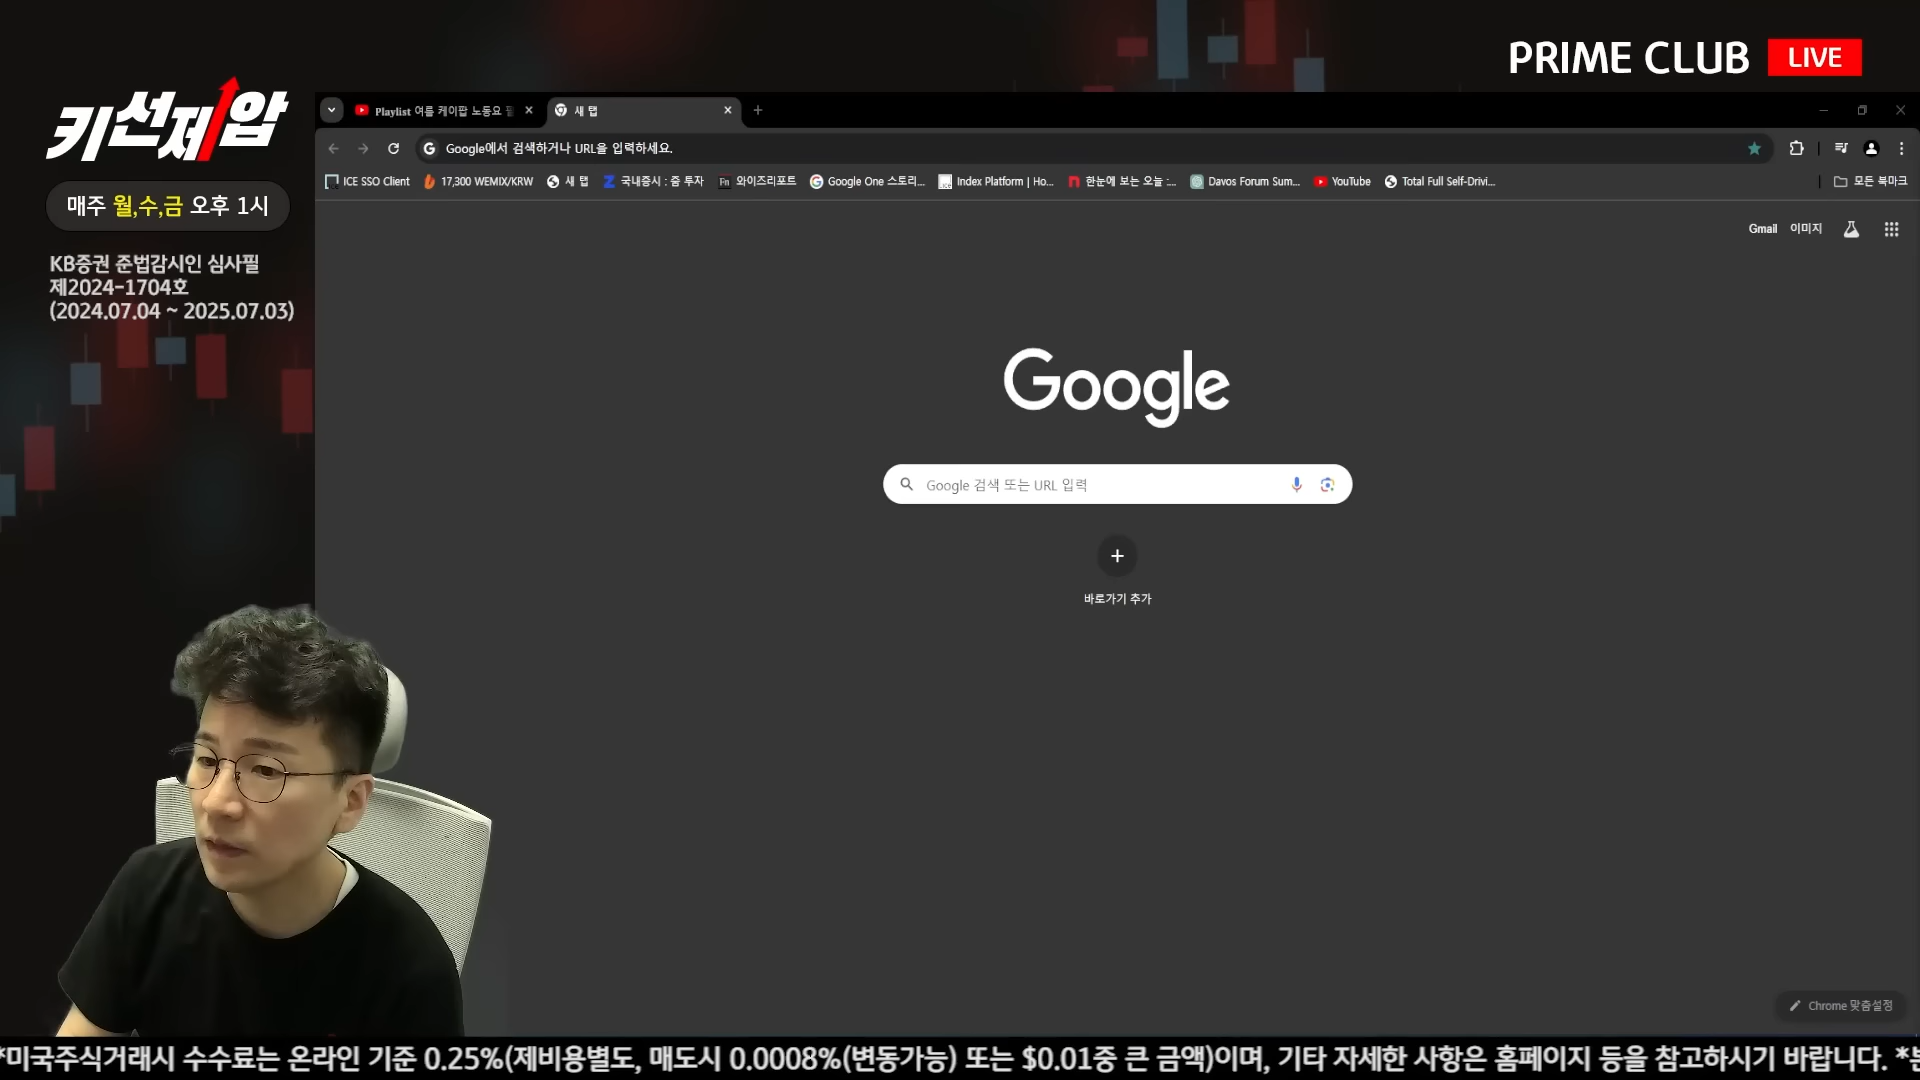 PRIME CLUB LIVE
키선제압
매주 월,수,금 오후 1시
KB증권 준법감시인 심사필
제2024-1704호
(2024.07.04 ~ 2025.07.03)
Playlist 여름 케이팝 노동요
새 탭
Google에서 검색하거나 URL을 입력하세요.
ICE SSO Client
17,300 WEMIX/KRW
새 탭
국내증시 : 줌 투자
와이즈리포트
Google One 스토리...
Index Platform | Ho...
한눈에 보는 오늘 :...
Davos Forum Sum...
YouTube
Total Full Self-Drivi...
모든 북마크
Gmail 이미지
Google
Google 검색 또는 URL 입력
바로가기 추가
Chrome 맞춤설정
*미국주식거래시 수수료는 온라인 기준 0.25%(제비용별도, 매도시 0.0008%(변동가능) 또는 $0.01중 큰 금액)이며, 기타 자세한 사항은 홈페이지 등을 참고하시기 바랍니다.